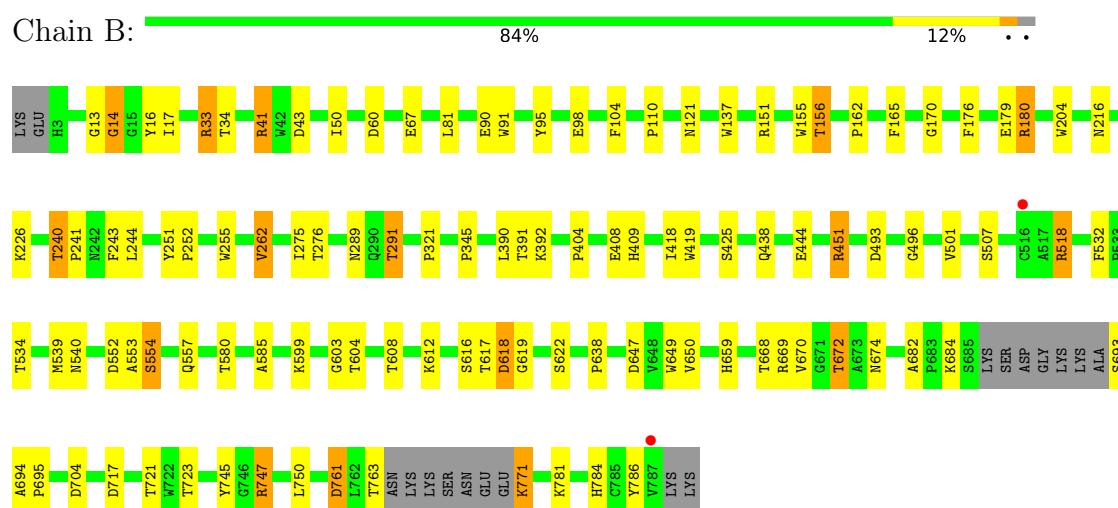 Chain B:
84% 12% • •
LYS GLU H3 G13 G14 G15 Y16 I17 R33 T34 R41 W42 D43 I50 D60 E67 L81 E90 W91 Y95 E98 F104 P110 N121 W137 R151 W155 T156 P162 F165 G170 F176 E179 R180 W204 N216
K226 T240 P241 N242 F243 L244 Y251 P252 W255 V262 I275 T276 N289 Q290 T291 P321 P345 L390 T391 K392 P404 E408 H409 I418 W419 S425 Q438 E444 R451 D493 G496 V501 S507 C516 A517 R518 F532 P533
T534 M539 N540 D552 A553 S554 Q557 T580 A585 K599 G603 T604 T608 K612 S616 T617 D618 G619 S622 P638 D647 V648 W649 V650 H659 T668 R669 V670 G671 T672 A673 N674 A682 P683 K684 S685 LYS SER ASP GLY LYS LYS ALA S693
A694 P695 D704 D717 T721 W722 T723 Y745 G746 R747 L750 D761 L762 T763 ASN LYS LYS SER ASN GLU GLU K771 K781 H784 C785 Y786 V787 LYS LYS